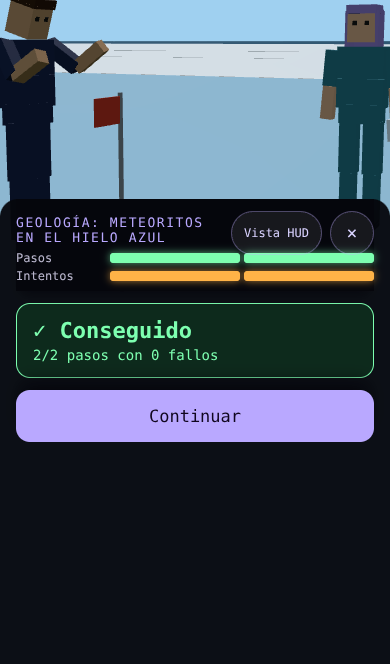 GEOLOGÍA: METEORITOS
EN EL HIELO AZUL
Vista HUD
×
Pasos
Intentos
✓ Conseguido
2/2 pasos con 0 fallos
Continuar